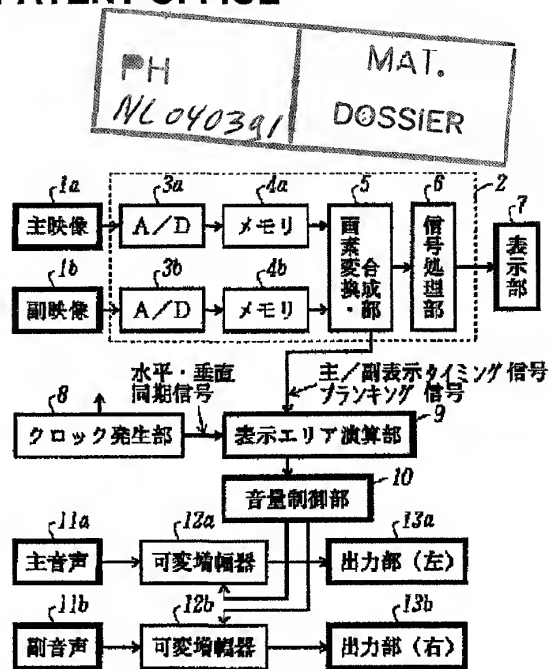 PATENT OFFICE
PH
NL040391
MAT.
DOSSIER
1a
3a
4a
5
6
2
7
主映像
A/D
メモリ
画素変換・合成部
信号処理部
表示部
1b
3b
4b
副映像
A/D
メモリ
水平・垂直
同期信号
主/副表示タイミング信号
ブランキング信号
8
9
クロック発生部
表示エリア演算部
10
音量制御部
11a
12a
13a
主音声
可変増幅器
出力部(左)
11b
12b
13b
副音声
可変増幅器
出力部(右)